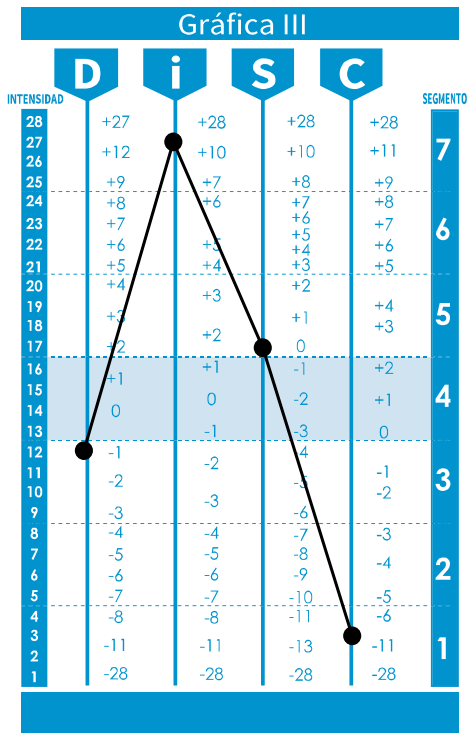 Gráfica III
D i S C
INTENSIDAD SEGMENTO
28 +27 +28 +28 +28
27 7
26 +12 +10 +10 +11
25 +9 +7 +8 +9
24 +8 +6 +7 +8
23 +7 +6 +7 6
+5
22 +6 +5 +4 +6
21 +5 +4 +3 +5
20 +4 +3 +2
19 +4 5
18 +3 +2 +1 +3
17 +2 0
16 +1 +1 -1 +2
15 0 -2 +1 4
14 0
13 -1 -3 0
12 -1 -2 -4
11 -2 -5 -1 3
10 -3 -2
9 -3 -6
8 -4 -4 -7 -3
7 -5 -5 -8 -4 2
6 -6 -6 -9
5 -7 -7 -10 -5
4 -8 -8 -11 -6
3 -11 -11 -13 -11 1
2
1 -28 -28 -28 -28